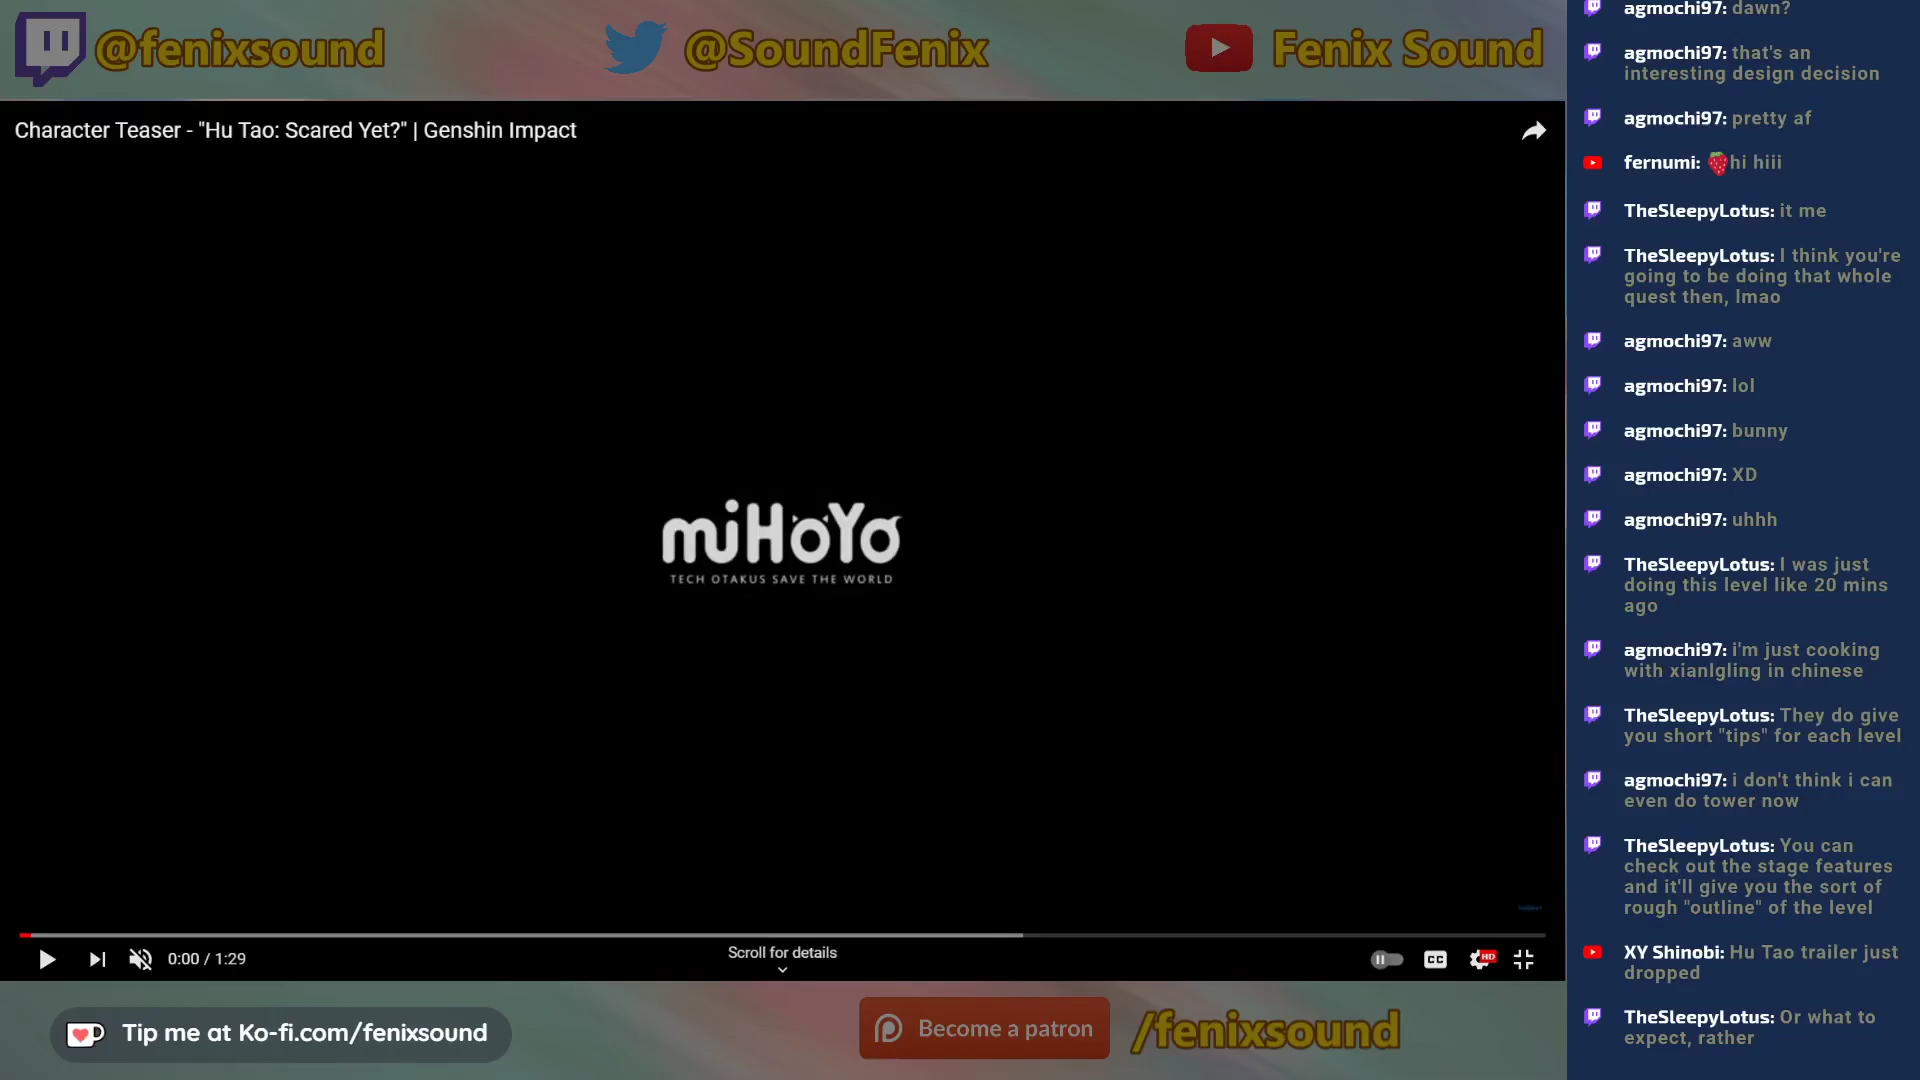 @fenixsound
@SoundFenix
Fenix Sound
Character Teaser - "Hu Tao: Scared Yet?" | Genshin Impact
miHoYo
TECH OTAKUS SAVE THE WORLD
0:00 / 1:29
Scroll for details
CC
HD
Tip me at Ko-fi.com/fenixsound
Become a patron
/fenixsound
agmochi97: dawn?
agmochi97: that's an
interesting design decision
agmochi97: pretty af
fernumi: 🍓hi hiii
TheSleepyLotus: it me
TheSleepyLotus: I think you're
going to be doing that whole
quest then, lmao
agmochi97: aww
agmochi97: lol
agmochi97: bunny
agmochi97: XD
agmochi97: uhhh
TheSleepyLotus: I was just
doing this level like 20 mins
ago
agmochi97: i'm just cooking
with xianlgling in chinese
TheSleepyLotus: They do give
you short "tips" for each level
agmochi97: i don't think i can
even do tower now
TheSleepyLotus: You can
check out the stage features
and it'll give you the sort of
rough "outline" of the level
XY Shinobi: Hu Tao trailer just
dropped
TheSleepyLotus: Or what to
expect, rather